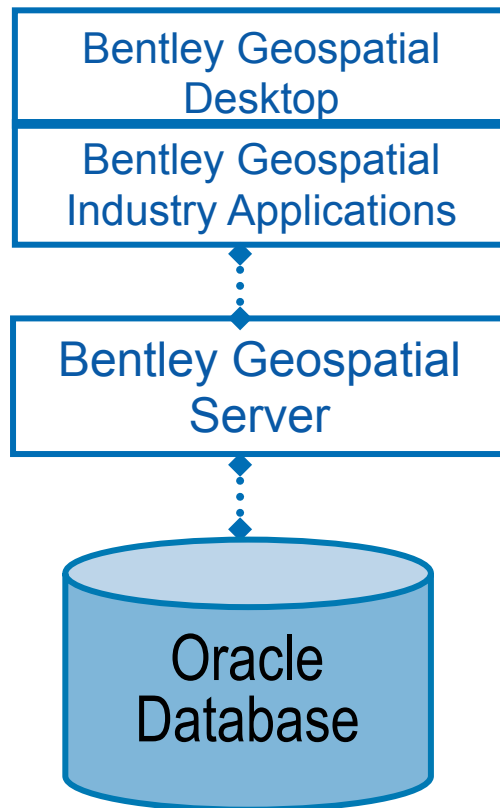 Bentley Geospatial
Desktop
Bentley Geospatial
Industry Applications
Bentley Geospatial
Server
Oracle
Database